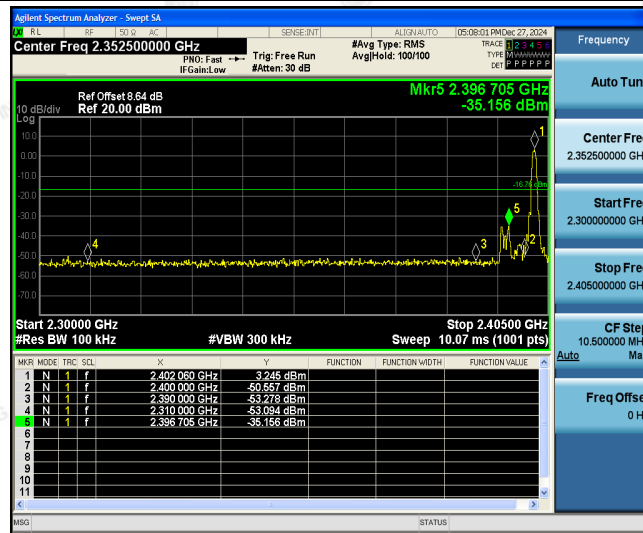 Agilent Spectrum Analyzer - Swept SA
RL RF 50 Ω AC SENSE:INT ALIGNAUTO 05:08:01 PM Dec 27, 2024
Center Freq 2.352500000 GHz
PNO: Fast
IFGain:Low
Trig: Free Run
#Atten: 30 dB
#Avg Type: RMS
Avg|Hold: 100/100
TRACE 1 2 3 4 5 6
TYPE M
DET P P P P P P
Mkr5 2.396 705 GHz
-35.156 dBm
Ref Offset 8.64 dB
Ref 20.00 dBm
10 dB/div
Log
10.0
0.00
-10.0
-20.0
-30.0
-40.0
-50.0
-60.0
-70.0
1
-16.75 dBm
5
4
3
2
Start 2.30000 GHz
Stop 2.40500 GHz
#Res BW 100 kHz
#VBW 300 kHz
Sweep 10.07 ms (1001 pts)
MKR MODE TRC SCL X Y FUNCTION FUNCTION WIDTH FUNCTION VALUE
1 N 1 f 2.402 060 GHz 3.245 dBm
2 N 1 f 2.400 000 GHz -50.557 dBm
3 N 1 f 2.390 000 GHz -53.278 dBm
4 N 1 f 2.310 000 GHz -53.094 dBm
5 N 1 f 2.396 705 GHz -35.156 dBm
6
7
8
9
10
11
MSG
STATUS
Frequency
Auto Tun
Center Fre
2.352500000 GH
Start Fre
2.300000000 GH
Stop Fre
2.405000000 GH
CF Step
10.500000 MH
Auto Ma
Freq Offse
0 H